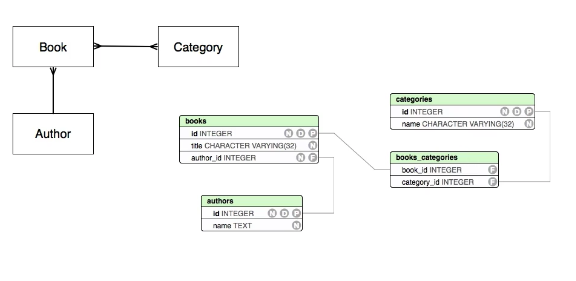 Book
Category
Author
categories
id INTEGER N D P
name CHARACTER VARYING(32) N
books
id INTEGER N D P
title CHARACTER VARYING(32) N
author_id INTEGER N F
books_categories
book_id INTEGER F
category_id INTEGER F
authors
id INTEGER N D P
name TEXT N